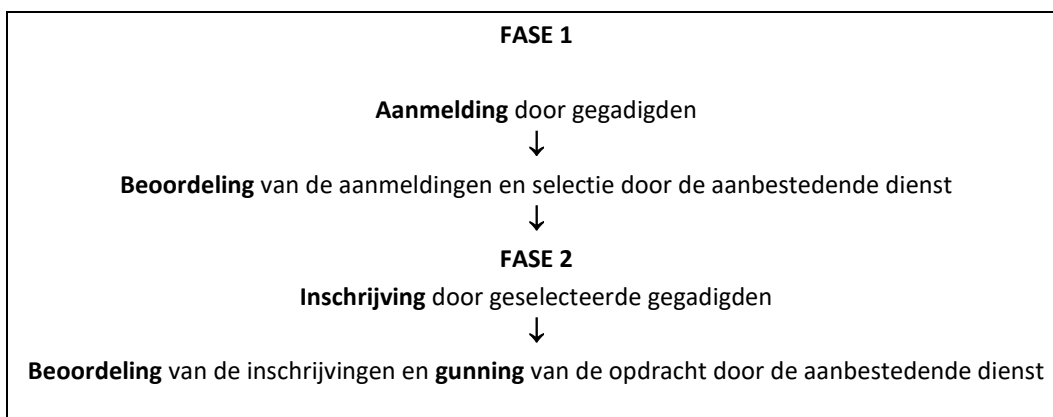 FASE 1
Aanmelding door gegadigden
↓
Beoordeling van de aanmeldingen en selectie door de aanbestedende dienst
↓
FASE 2
Inschrijving door geselecteerde gegadigden
↓
Beoordeling van de inschrijvingen en gunning van de opdracht door de aanbestedende dienst